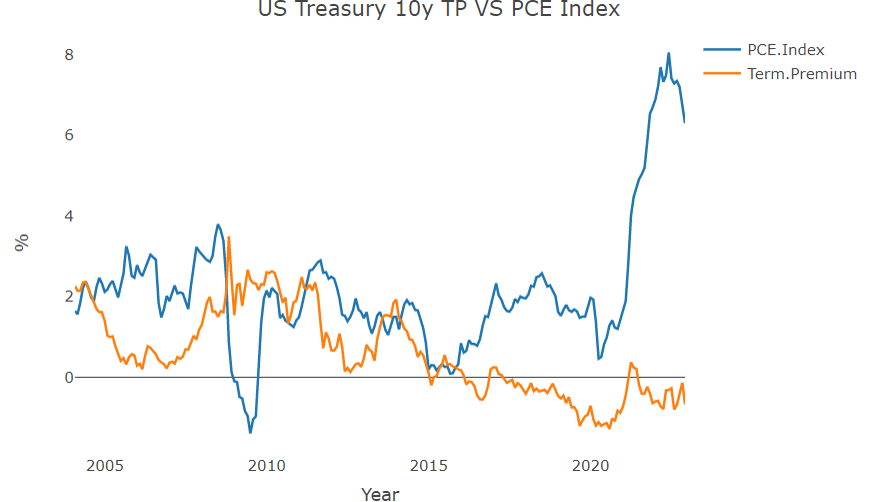 US Treasury 10y TP VS PCE Index
PCE.Index
Term.Premium
8
6
4
2
0
%
2005
2010
2015
2020
Year